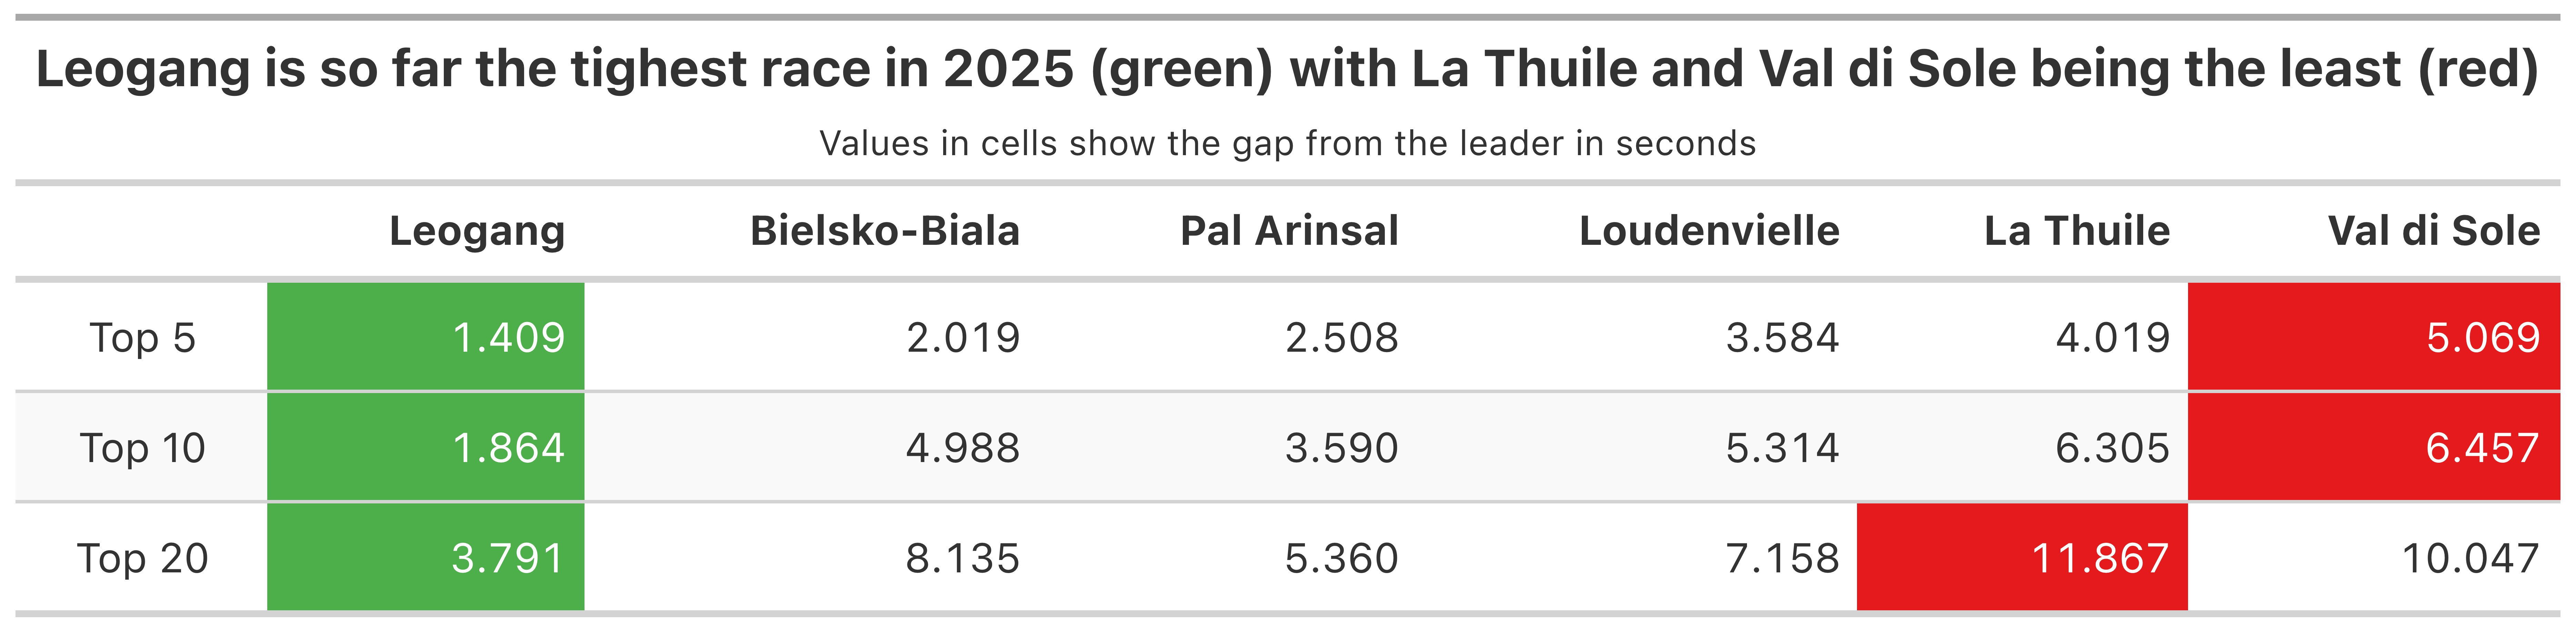 Leogang is so far the tighest race in 2025 (green) with La Thuile and Val di Sole being the least (red)
Values in cells show the gap from the leader in seconds
Leogang Bielsko-Biala Pal Arinsal Loudenvielle La Thuile Val di Sole
Top 5 1.409 2.019 2.508 3.584 4.019 5.069
Top 10 1.864 4.988 3.590 5.314 6.305 6.457
Top 20 3.791 8.135 5.360 7.158 11.867 10.047